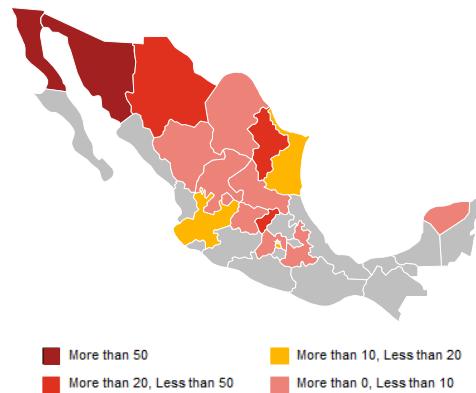 More than 50
More than 10, Less than 20
More than 20, Less than 50
More than 0, Less than 10